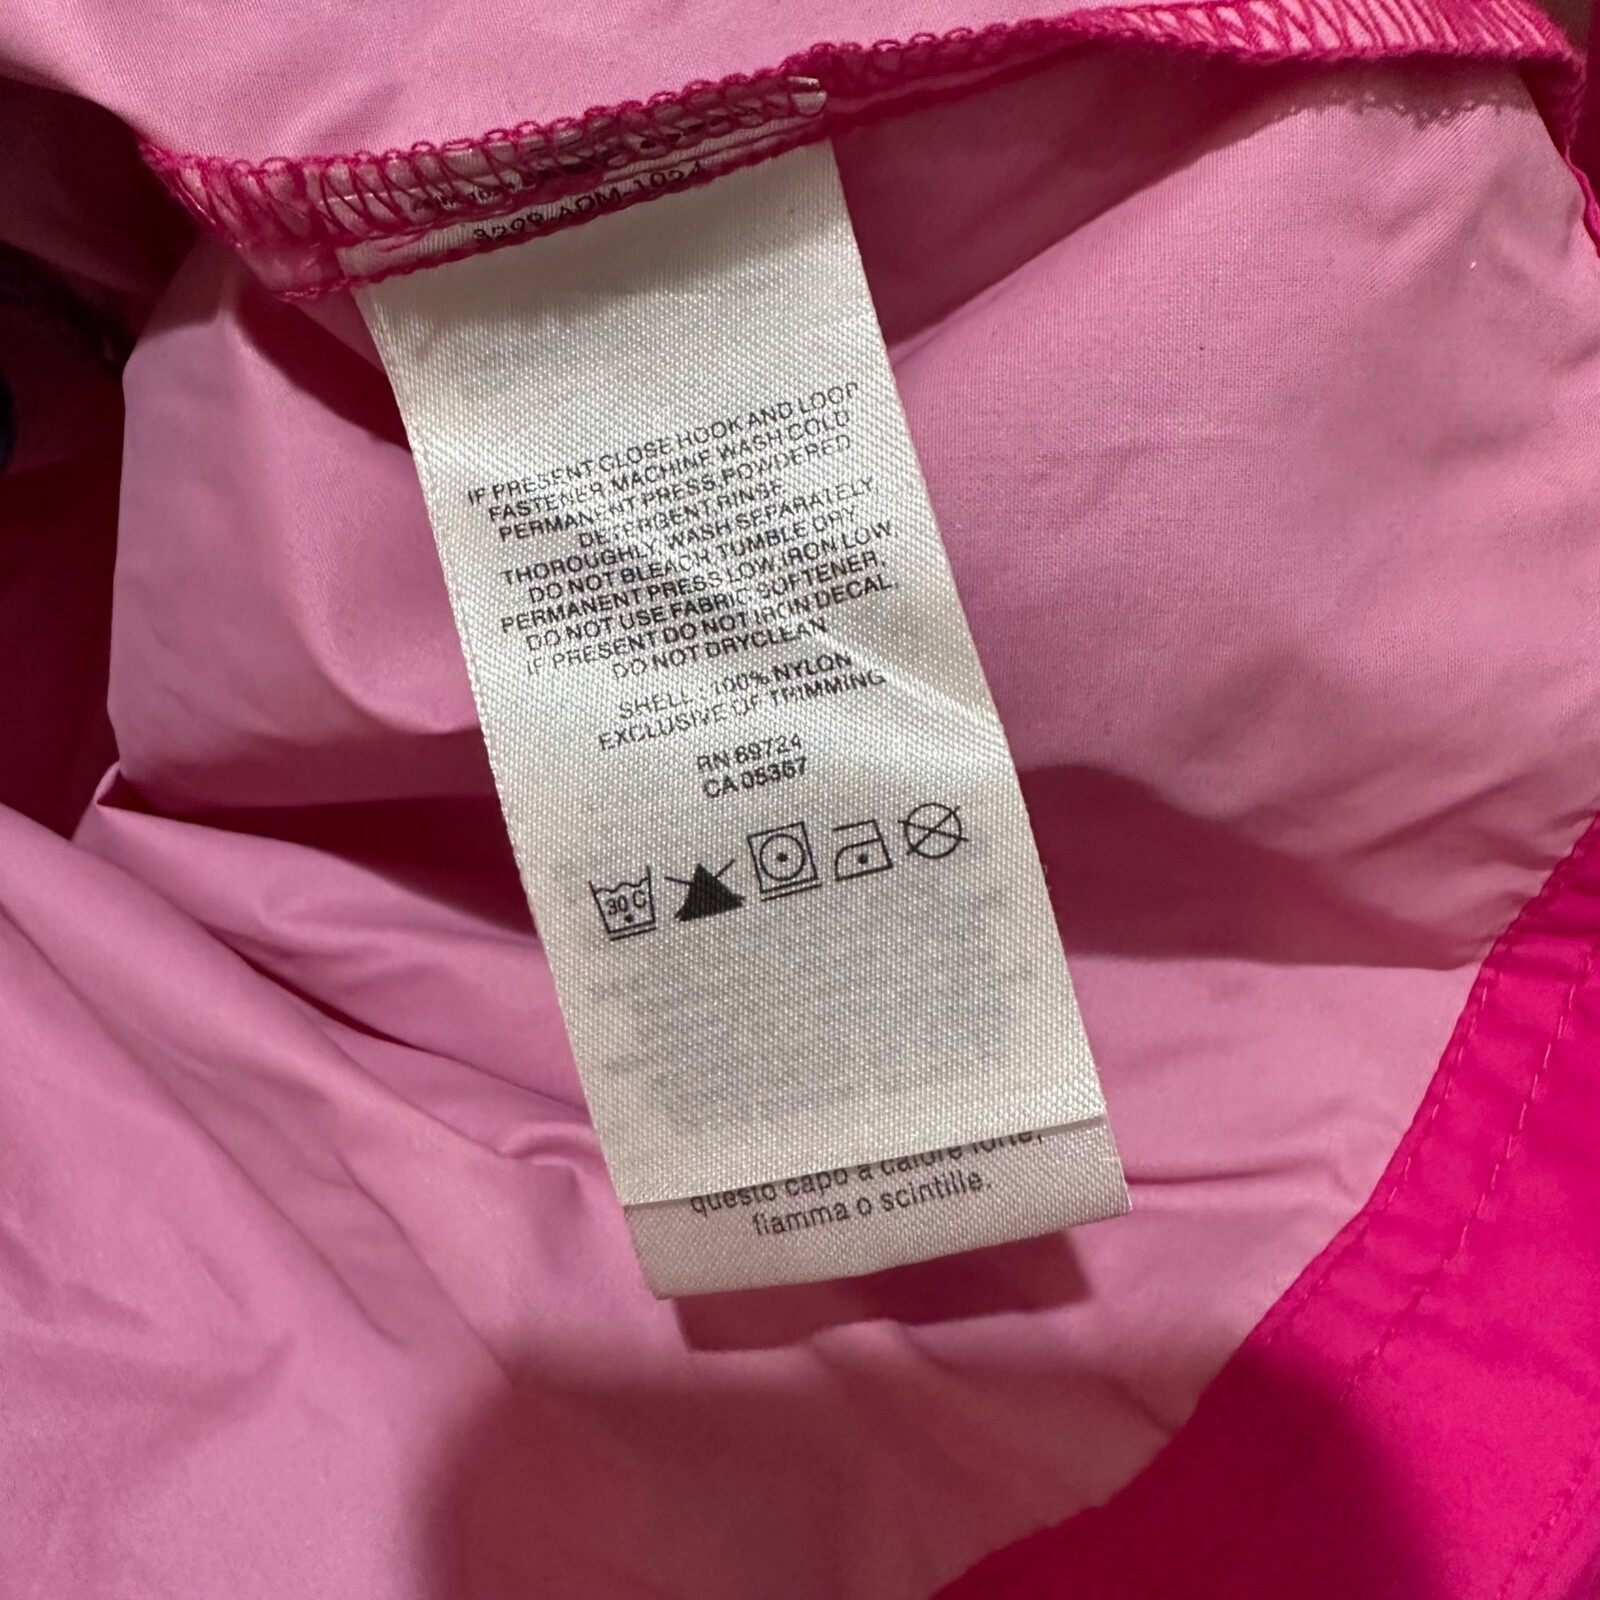 IF PRESENT CLOSE HOOK AND LOOP
FASTENER MACHINE WASH COLD
PERMANENT PRESS, POWDERED
DETERGENT, RINSE
THOROUGHLY, WASH SEPARATELY
DO NOT BLEACH TUMBLE DRY
PERMANENT PRESS LOW, IRON LOW.
DO NOT USE FABRIC SOFTENER,
IF PRESENT DO NOT IRON DECAL.
DO NOT DRYCLEAN
SHELL : 100% NYLON
EXCLUSIVE OF TRIMMING
RN 69724
CA 05367
30 C
questo capo a calore forte,
fiamma o scintille.